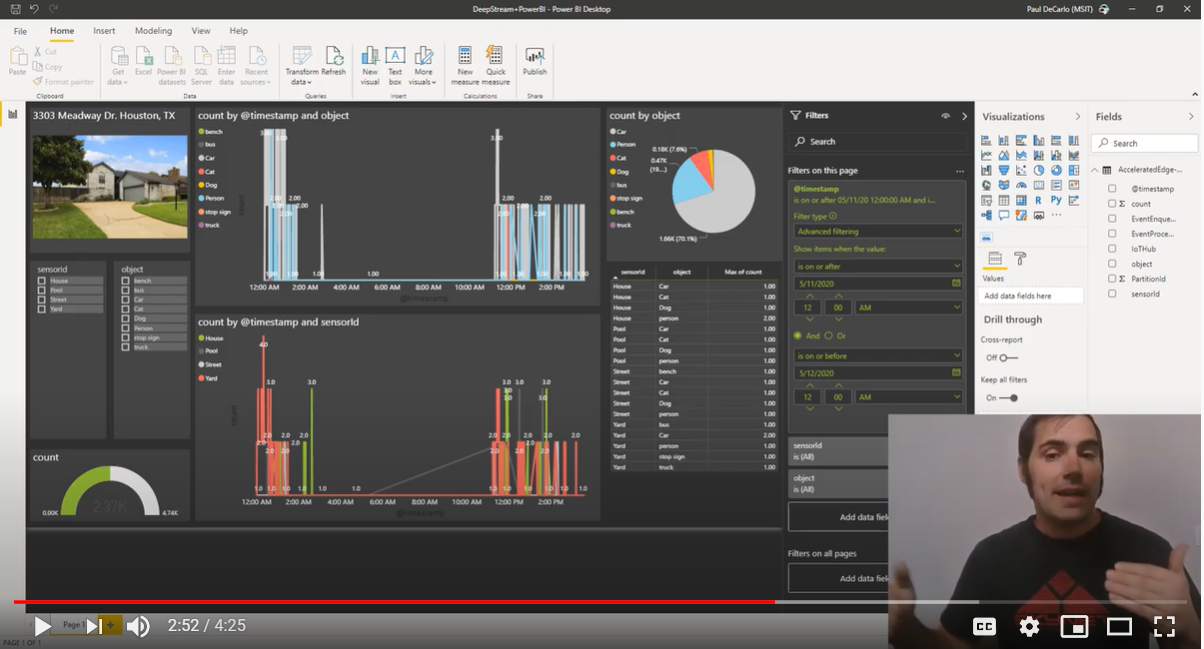 DeepStream+PowerBI - Power BI Desktop
Paul DeCarlo (MSIT)
File Home Insert Modeling View Help
Paste
Cut
Copy
Format painter
Clipboard
Get data
Excel
Power BI datasets
SQL Server
Enter data
Recent sources
Data
Transform data
Refresh
Queries
New visual
Text box
More visuals
Insert
New measure
Quick measure
Calculations
Publish
Share
3303 Meadway Dr. Houston, TX
sensorId
House
Pool
Street
Yard
object
bench
bus
Car
Cat
Dog
Person
stop sign
truck
count
0.00K
2.37K
4.74K
count by @timestamp and object
bench
bus
Car
Cat
Dog
Person
stop sign
truck
count
12:00 AM 2:00 AM 4:00 AM 6:00 AM 8:00 AM 10:00 AM 12:00 PM 2:00 PM
@timestamp
count by @timestamp and sensorId
House
Pool
Street
Yard
count
12:00 AM 2:00 AM 4:00 AM 6:00 AM 8:00 AM 10:00 AM 12:00 PM 2:00 PM
@timestamp
count by object
Car
Person
Cat
Dog
bus
stop sign
bench
truck
0.18K (7.6%)
0.47K
(19....)
1.66K (70.1%)
sensorId object Max of count
House Car 1.00
House Cat 1.00
House Dog 1.00
House person 2.00
Pool Car 1.00
Pool Cat 1.00
Pool Dog 1.00
Pool person 1.00
Street bench 1.00
Street Car 1.00
Street Cat 1.00
Street Dog 1.00
Street person 1.00
Yard bus 1.00
Yard Car 2.00
Yard person 1.00
Yard stop sign 1.00
Yard truck 1.00
Filters
Search
Filters on this page
@timestamp
is on or after 05/11/20 12:00:00 AM and i...
Filter type
Advanced filtering
Show items when the value:
is on or after
5/11/2020
12 00 AM
And Or
is on or before
5/12/2020
12 00 AM
sensorId
is (All)
object
is (All)
Add data fiel
Filters on all pages
Add data fiel
Visualizations
R Py
Values
Add data fields here
Drill through
Cross-report
Off
Keep all filters
On
Fields
Search
AcceleratedEdge-...
@timestamp
count
EventEnque...
EventProce...
IoTHub
object
PartitionId
sensorId
Page 1
PAGE 1 OF 1
2:52 / 4:25
CC